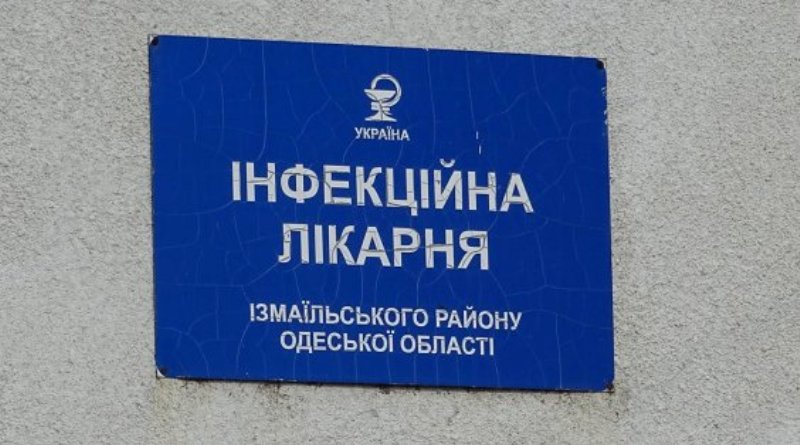 УКРАЇНА
ІНФЕКЦІЙНА
ЛІКАРНЯ
ІЗМАЇЛЬСЬКОГО РАЙОНУ
ОДЕСЬКОЇ ОБЛАСТІ